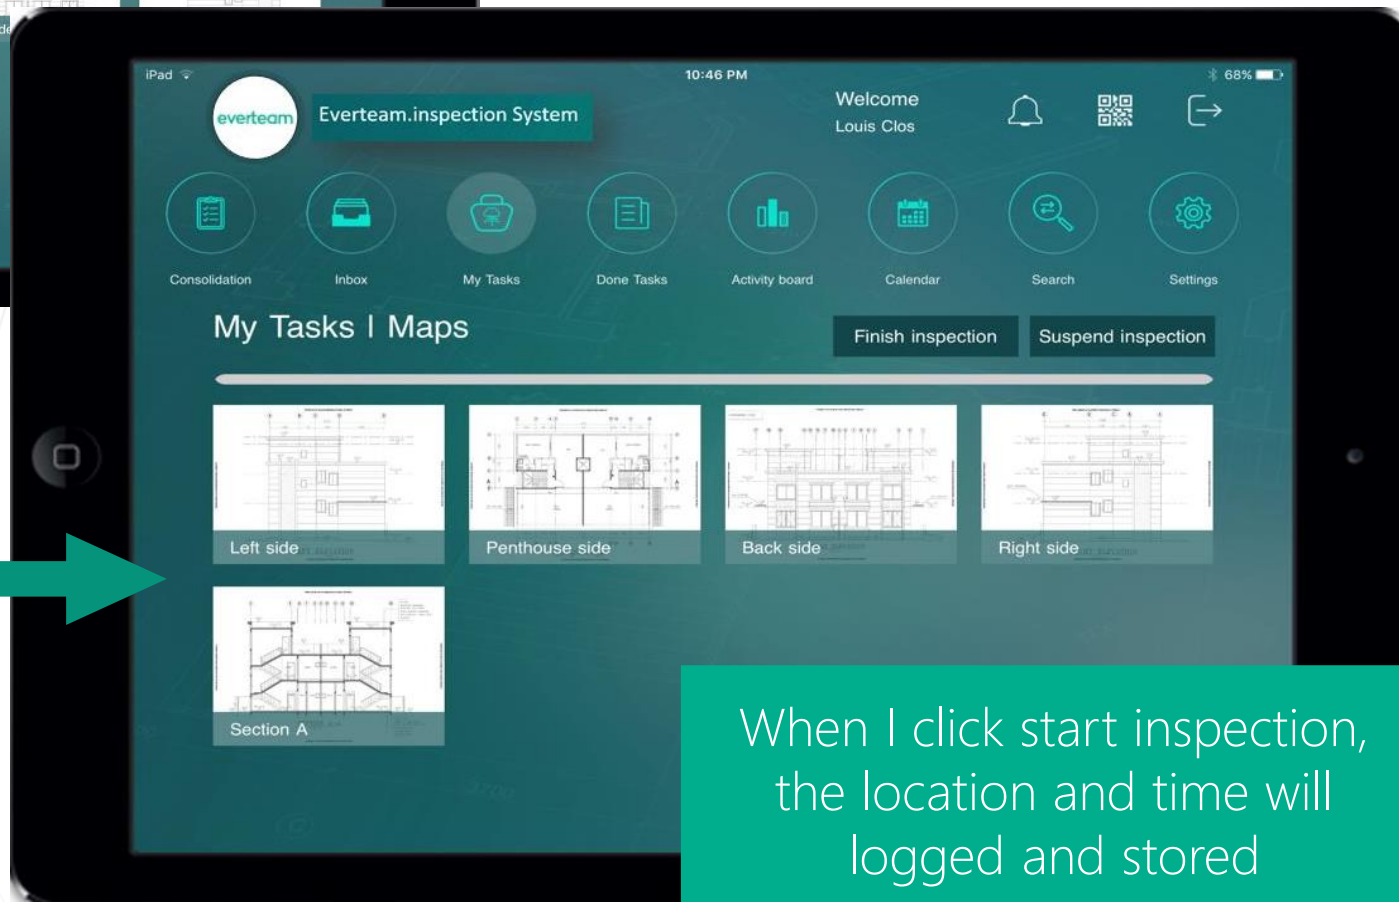 de
iPad
10:46 PM
68%
everteam
Everteam.inspection System
Welcome
Louis Clos
Consolidation
Inbox
My Tasks
Done Tasks
Activity board
Calendar
Search
Settings
My Tasks | Maps
Finish inspection
Suspend inspection
Left side
Penthouse side
Back side
Right side
Section A
When I click start inspection,
the location and time will
logged and stored